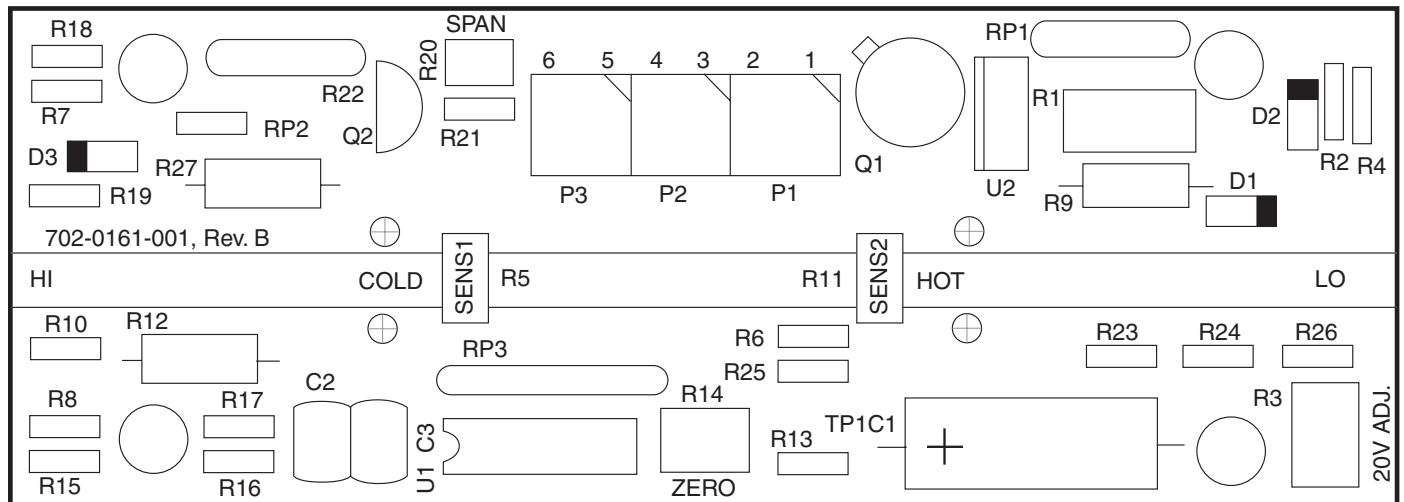 R18
SPAN
RP1
R20
6 5 4 3 2 1
R7
R22
R1
D2
RP2
Q2
R21
D3
R27
Q1
U2
R2
R4
R19
P3
P2
P1
R9
D1
702-0161-001, Rev. B
HI
COLD
SENS1
R5
R11
SENS2
HOT
LO
R10
R12
R6
R23
R24
R26
RP3
R25
C2
R14
R8
R17
R3
TP1C1
R13
U1
C3
20V ADJ.
R15
R16
ZERO